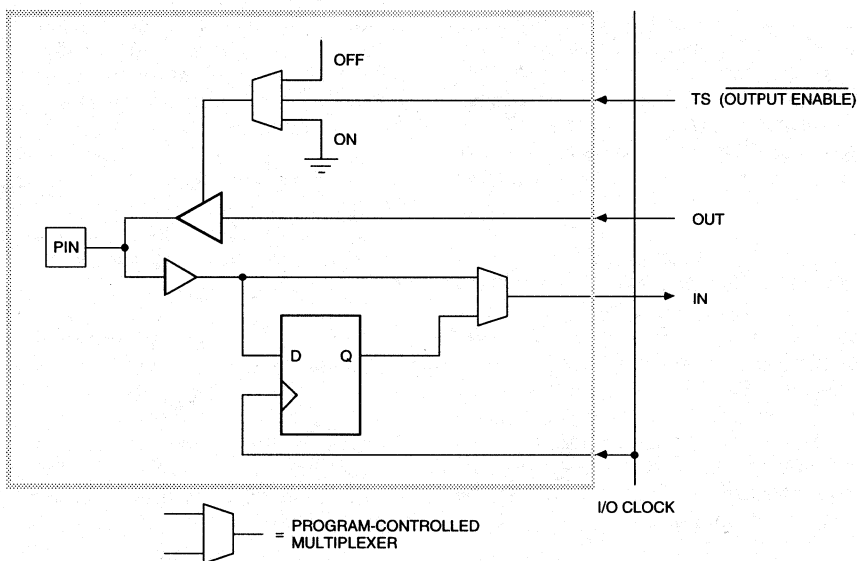 OFF
TS (OUTPUT ENABLE)
ON
OUT
PIN
IN
D Q
I/O CLOCK
= PROGRAM-CONTROLLED
MULTIPLEXER